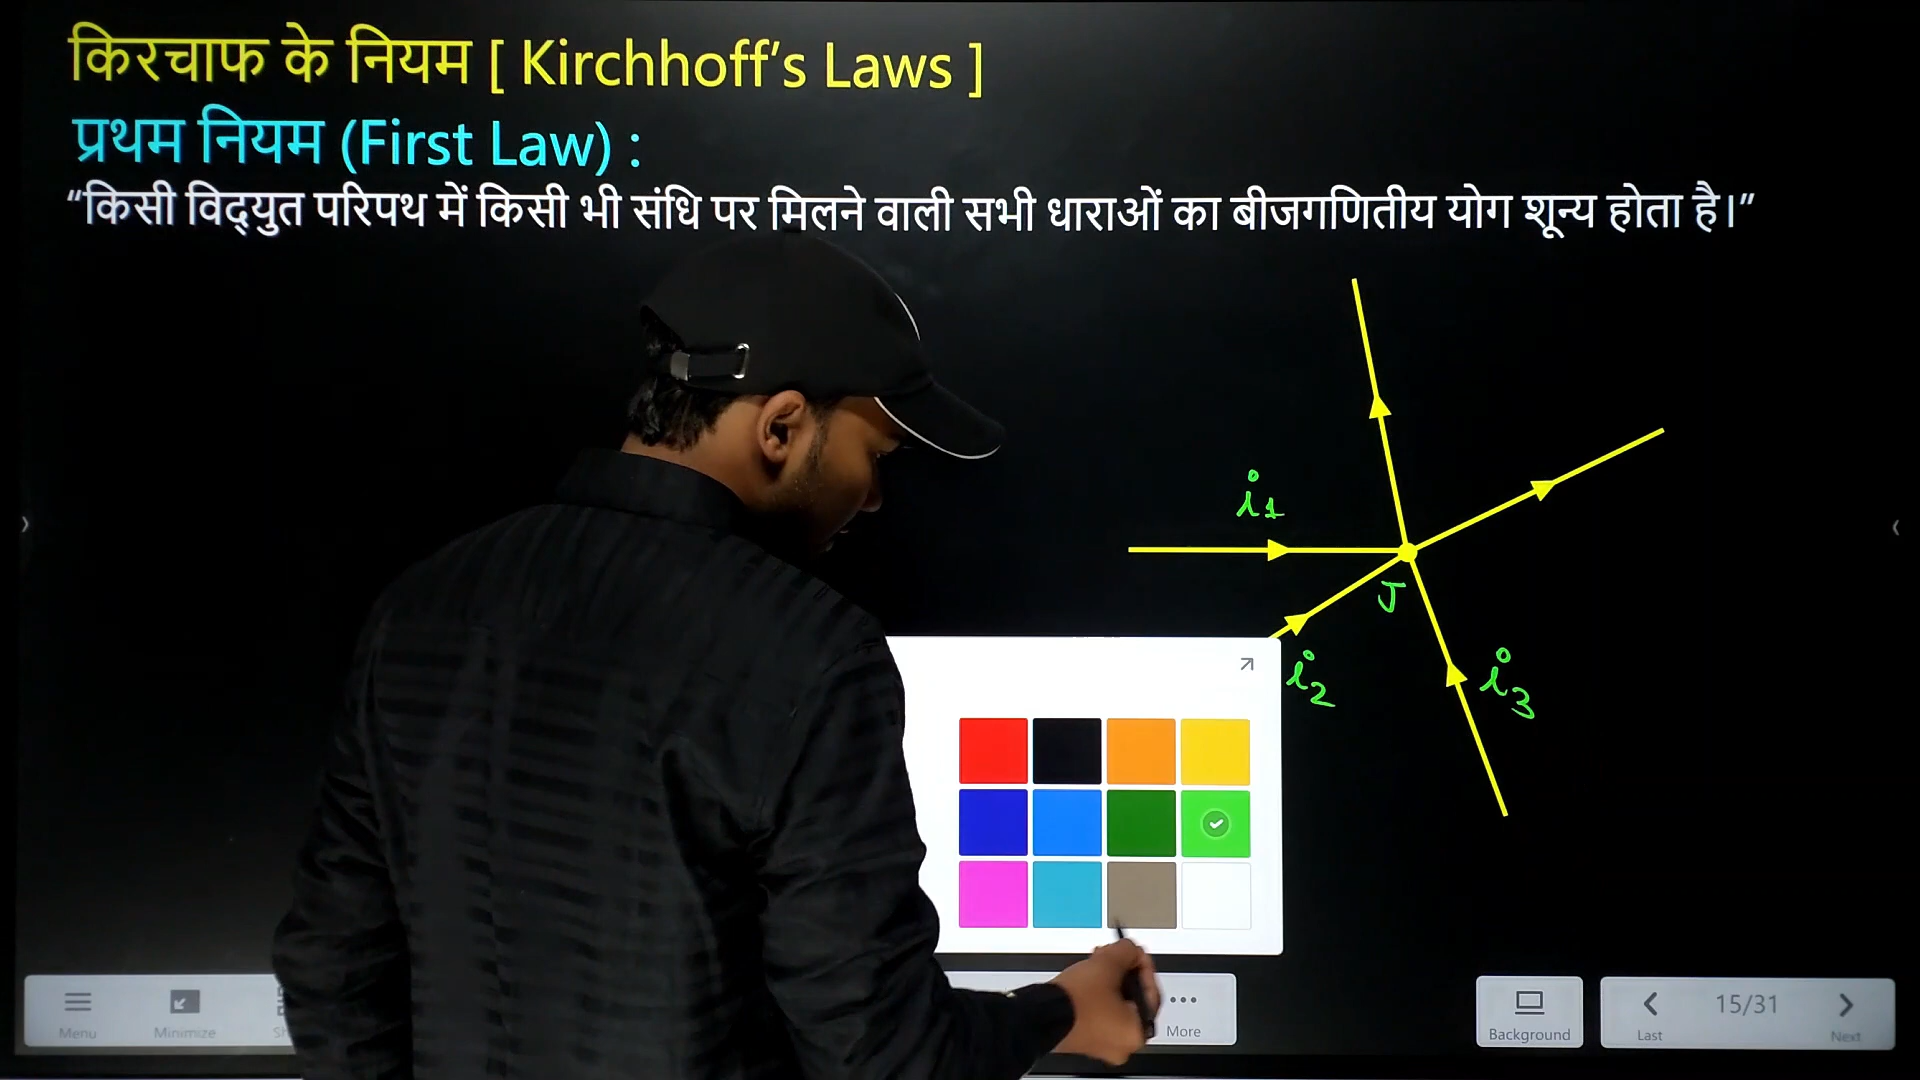 किरचाफ के नियम [ Kirchhoff’s Laws ]
प्रथम नियम (First Law) :
“किसी विद्युत परिपथ में किसी भी संधि पर मिलने वाली सभी धाराओं का बीजगणितीय योग शून्य होता है।”
i1
J
i2
i3
Menu
Minimize
More
Background
Last
15/31
Next